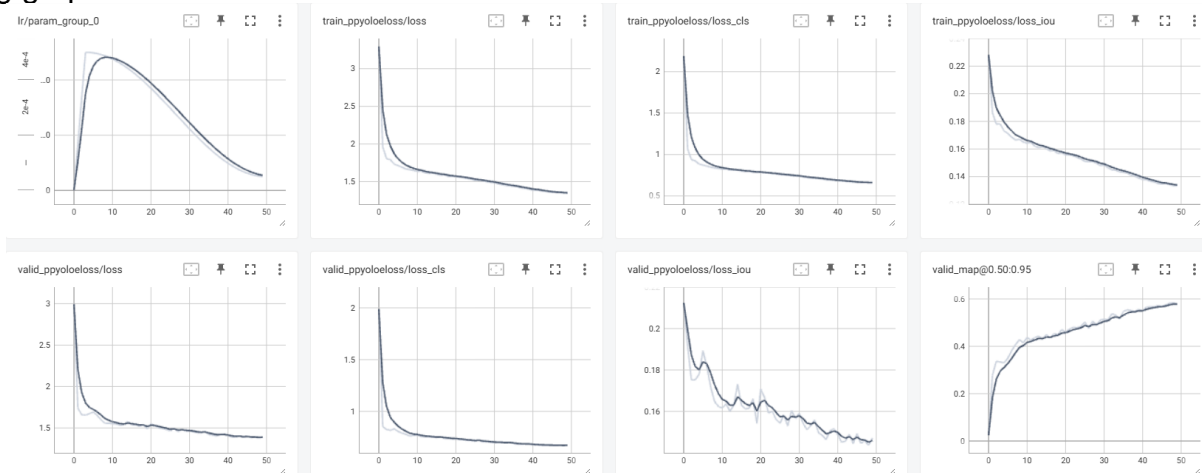 lr/param_group_0
4e-4
2e-4
...0
...0
0
0 10 20 30 40 50
train_ppyoloeloss/loss
3
2.5
2
1.5
0 10 20 30 40 50
train_ppyoloeloss/loss_cls
2
1.5
1
0.5
0 10 20 30 40 50
train_ppyoloeloss/loss_iou
0.22
0.2
0.18
0.16
0.14
0 10 20 30 40 50
valid_ppyoloeloss/loss
3
2.5
2
1.5
0 10 20 30 40 50
valid_ppyoloeloss/loss_cls
2
1.5
1
0 10 20 30 40 50
valid_ppyoloeloss/loss_iou
0.2
0.18
0.16
0 10 20 30 40 50
valid_map@0.50:0.95
0.6
0.4
0.2
0
0 10 20 30 40 50